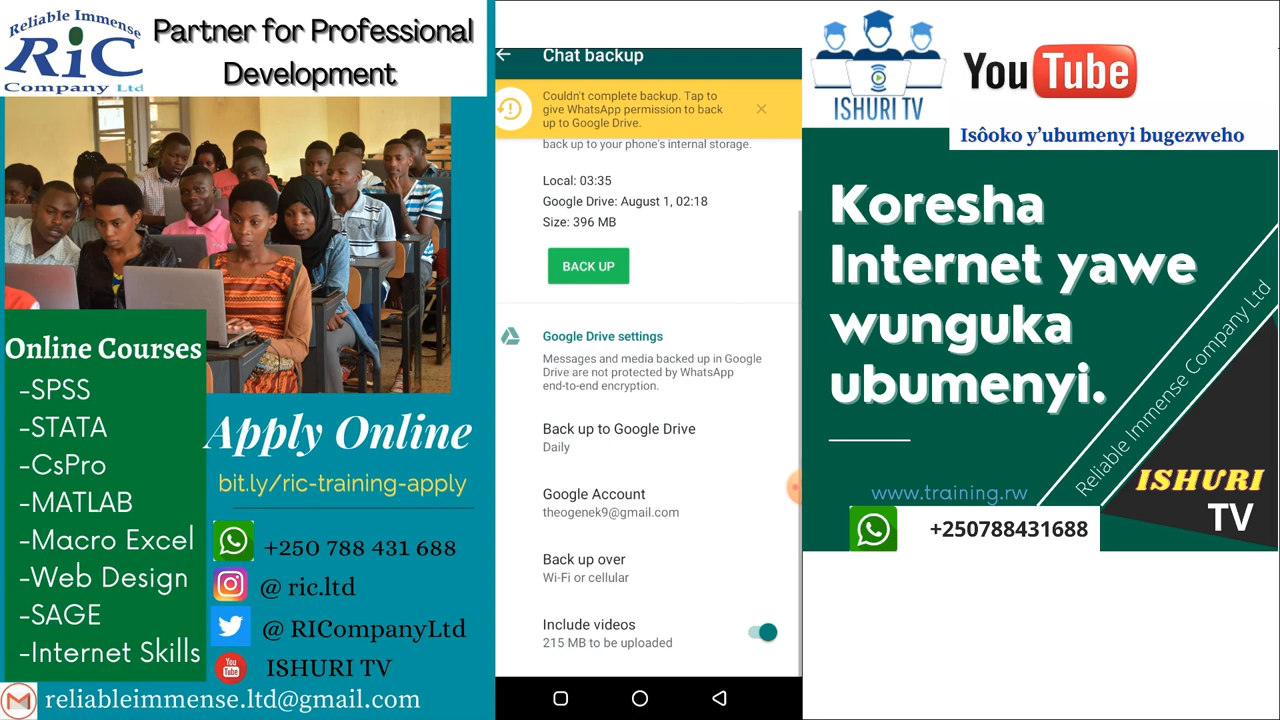 Reliable Immense
RiC
Company Ltd
Partner for Professional
Development
Online Courses
-SPSS
-STATA
-CsPro
-MATLAB
-Macro Excel
-Web Design
-SAGE
-Internet Skills
Apply Online
bit.ly/ric-training-apply
+250 788 431 688
@ ric.ltd
@ RICompanyLtd
You
Tube
ISHURI TV
reliableimmense.ltd@gmail.com
Chat backup
Couldn't complete backup. Tap to
give WhatsApp permission to back
up to Google Drive.
back up to your phone's internal storage.
Local: 03:35
Google Drive: August 1, 02:18
Size: 396 MB
BACK UP
Google Drive settings
Messages and media backed up in Google
Drive are not protected by WhatsApp
end-to-end encryption.
Back up to Google Drive
Daily
Google Account
theogenek9@gmail.com
Back up over
Wi-Fi or cellular
Include videos
215 MB to be uploaded
ISHURI TV
YouTube
Isôoko y'ubumenyi bugezweho
Koresha
Internet yawe
wunguka
ubumenyi.
Reliable Immense Company Ltd
www.training.rw
+250788431688
ISHURI
TV